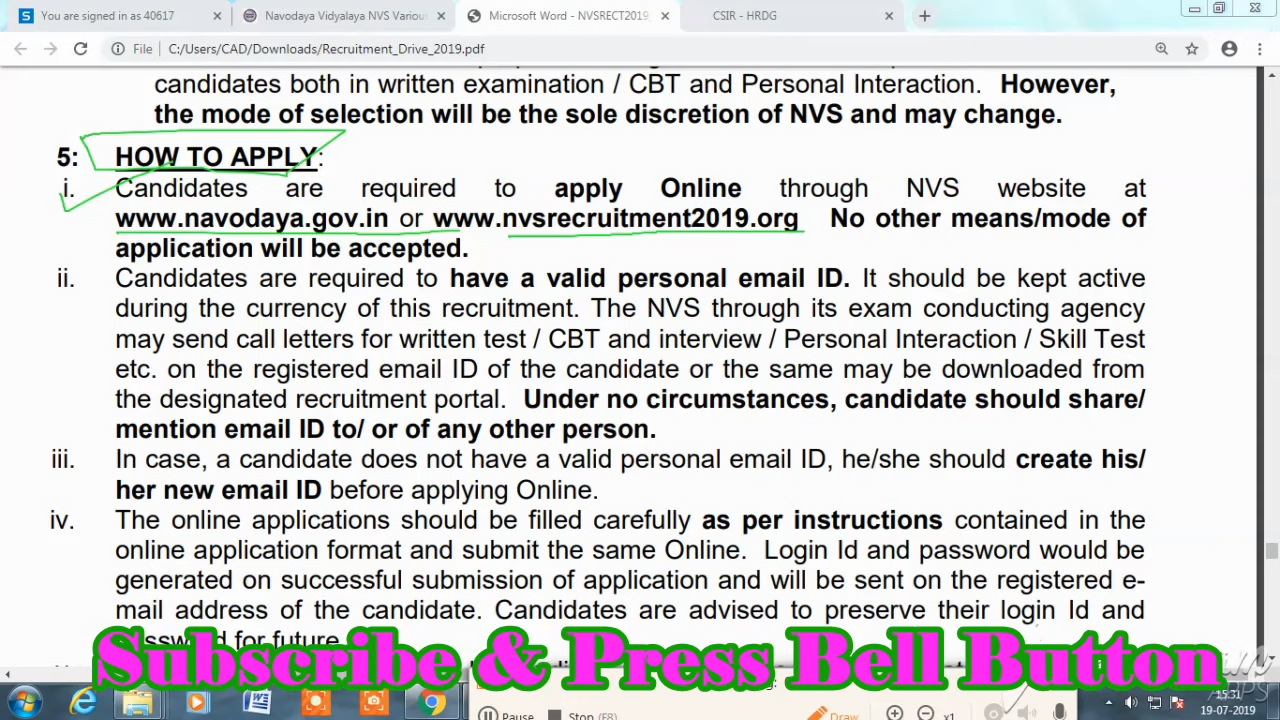 You are signed in as 40617
Navodaya Vidyalaya NVS Variou
Microsoft Word - NVSRECT2019_
CSIR - HRDG
File
C:/Users/CAD/Downloads/Recruitment_Drive_2019.pdf
candidates both in written examination / CBT and Personal Interaction. However,
the mode of selection will be the sole discretion of NVS and may change.
5: HOW TO APPLY:
i. Candidates are required to apply Online through NVS website at
www.navodaya.gov.in or www.nvsrecruitment2019.org No other means/mode of
application will be accepted.
ii. Candidates are required to have a valid personal email ID. It should be kept active
during the currency of this recruitment. The NVS through its exam conducting agency
may send call letters for written test / CBT and interview / Personal Interaction / Skill Test
etc. on the registered email ID of the candidate or the same may be downloaded from
the designated recruitment portal. Under no circumstances, candidate should share/
mention email ID to/ or of any other person.
iii. In case, a candidate does not have a valid personal email ID, he/she should create his/
her new email ID before applying Online.
iv. The online applications should be filled carefully as per instructions contained in the
online application format and submit the same Online. Login Id and password would be
generated on successful submission of application and will be sent on the registered e-
mail address of the candidate. Candidates are advised to preserve their login Id and
for future
Subscribe & Press Bell Button
15:31
19-07-2019
Pause
Stop (F8)
Draw
x1